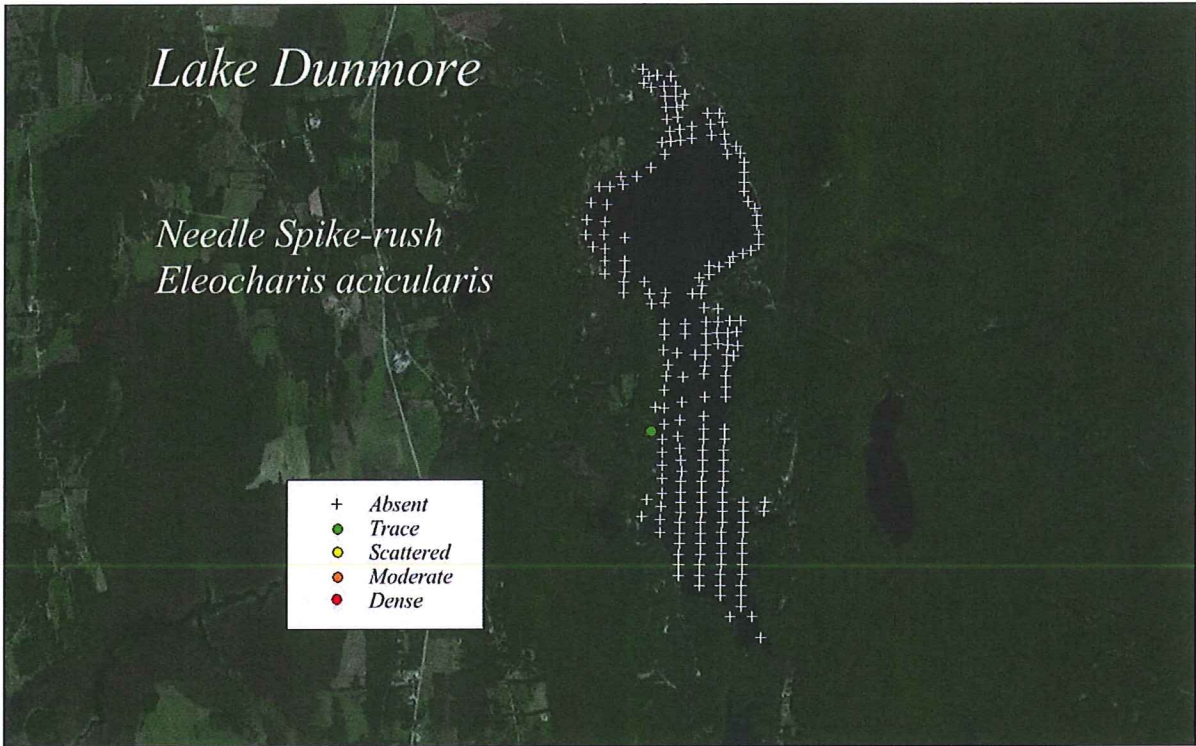 Lake Dunmore
Needle Spike-rush
Eleocharis acicularis
Absent
Trace
Scattered
Moderate
Dense